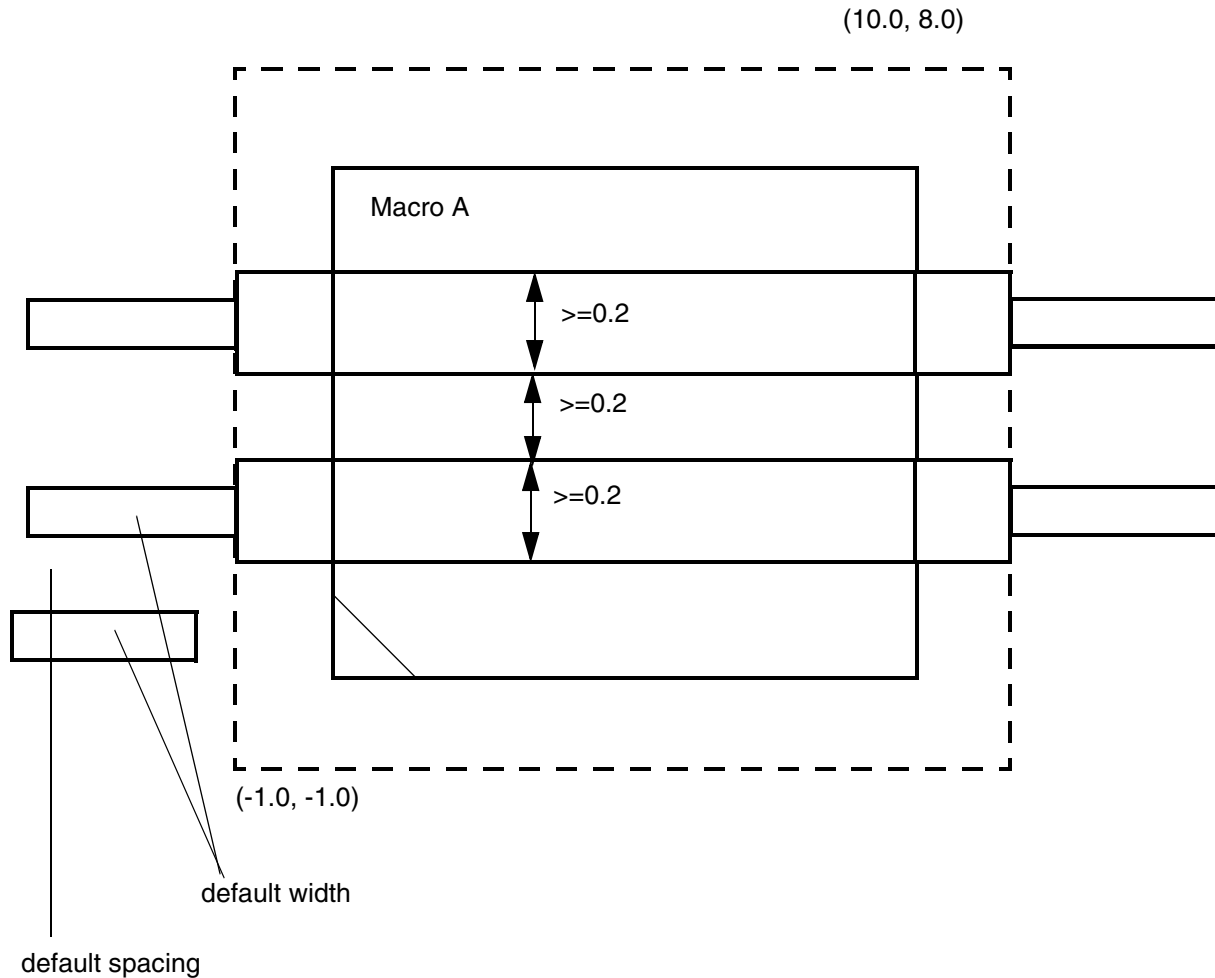 (10.0, 8.0)
Macro A
>=0.2
>=0.2
>=0.2
(-1.0, -1.0)
default width
default spacing